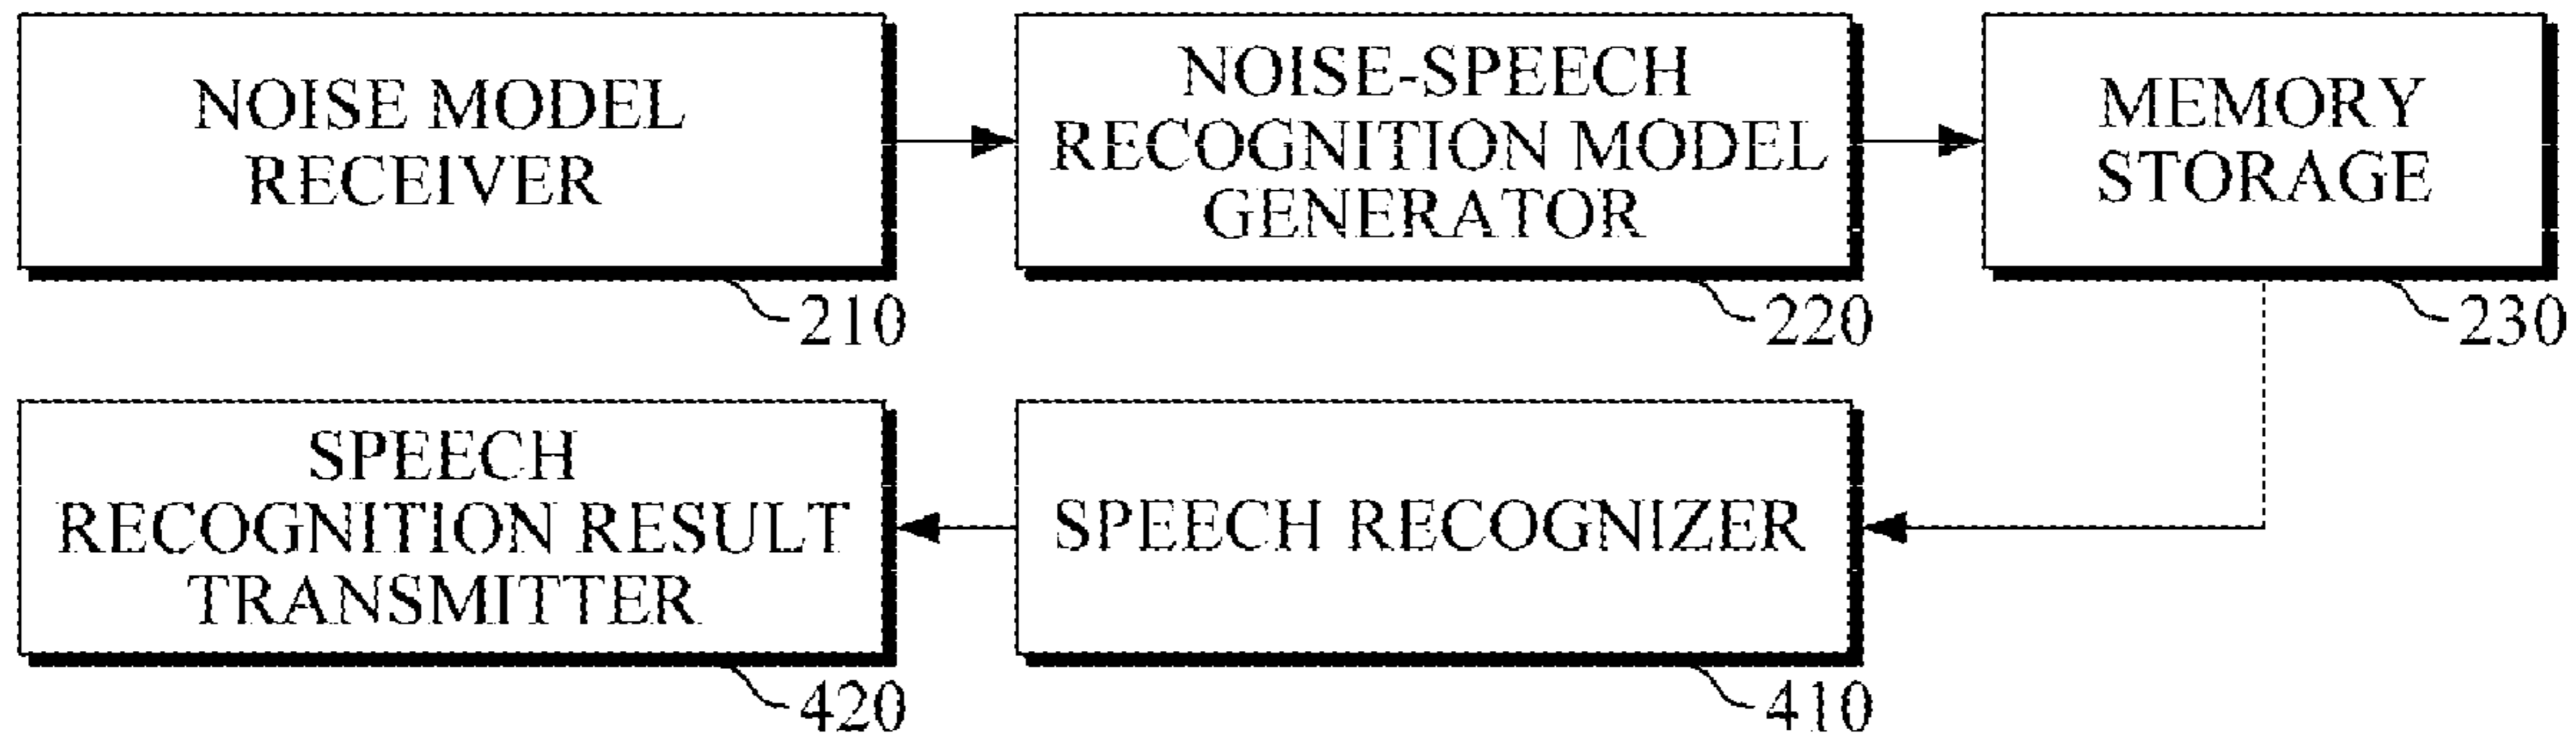 NOISE MODEL
RECEIVER
210
NOISE-SPEECH
RECOGNITION MODEL
GENERATOR
220
MEMORY
STORAGE
230
SPEECH
RECOGNITION RESULT
TRANSMITTER
420
SPEECH RECOGNIZER
410